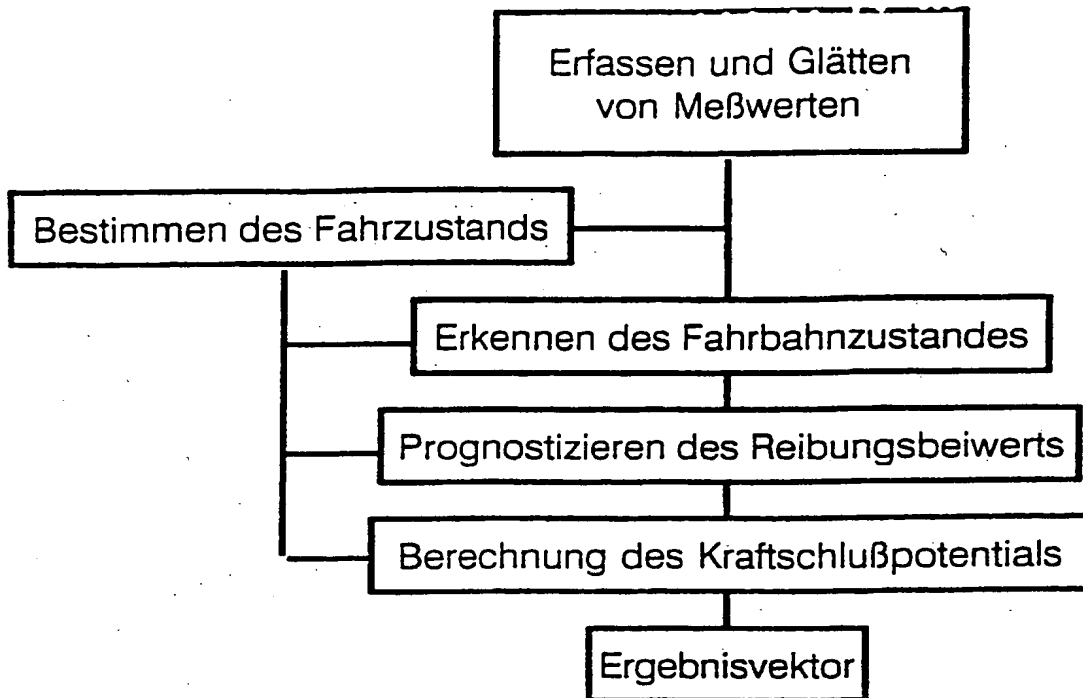 Erfassen und Glätten
von Meßwerten
Bestimmen des Fahrzustands
Erkennen des Fahrbahnzustandes
Prognostizieren des Reibungsbeiwerts
Berechnung des Kraftschlußpotentials
Ergebnisvektor